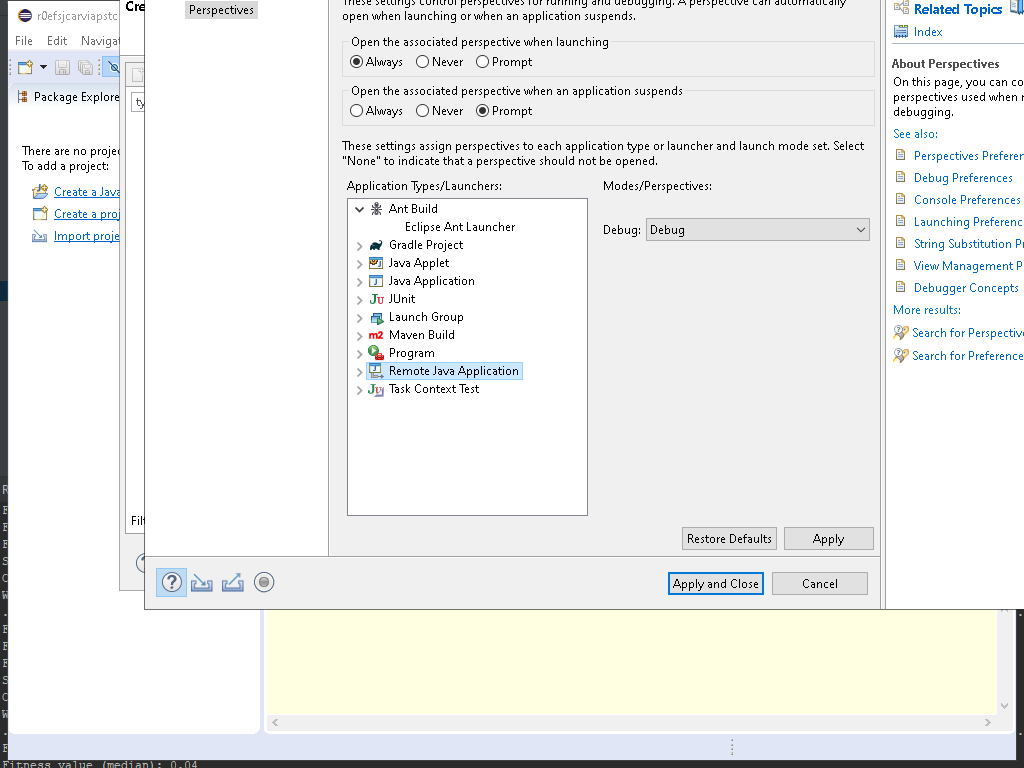 r0efsjcarviapstc
File Edit Navigat
Package Explore
There are no proje
To add a project:
Create a Java
Create a proj
Import proje
Cre
ty
Filt
Perspectives
These settings control perspectives for running and debugging. A perspective can automatically
open when launching or when an application suspends.
Open the associated perspective when launching
Always Never Prompt
Open the associated perspective when an application suspends
Always Never Prompt
These settings assign perspectives to each application type or launcher and launch mode set. Select
"None" to indicate that a perspective should not be opened.
Application Types/Launchers:
Modes/Perspectives:
Ant Build
Eclipse Ant Launcher
Gradle Project
Java Applet
Java Application
JUnit
Launch Group
Maven Build
Program
Remote Java Application
Task Context Test
Debug: Debug
Restore Defaults Apply
Apply and Close Cancel
Related Topics
Index
About Perspectives
On this page, you can co
perspectives used when r
debugging.
See also:
Perspectives Preferen
Debug Preferences
Console Preferences
Launching Preferenc
String Substitution P
View Management P
Debugger Concepts
More results:
Search for Perspective
Search for Preference
Fitness value (median): 0.04